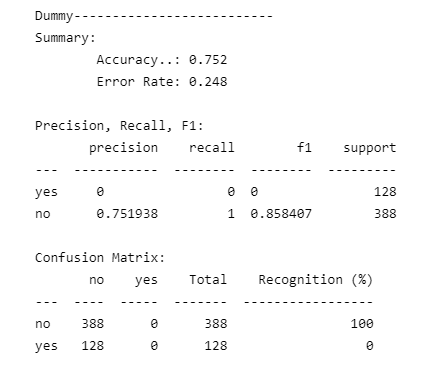 Dummy--------------------------
Summary:
        Accuracy..: 0.752
        Error Rate: 0.248

Precision, Recall, F1:
       precision    recall        f1    support
---  -----------  --------  --------  ---------
yes     0                0  0               128
no      0.751938         1  0.858407        388

Confusion Matrix:
       no    yes    Total    Recognition (%)
---  ----  -----  -------  -----------------
no    388      0      388                100
yes   128      0      128                  0